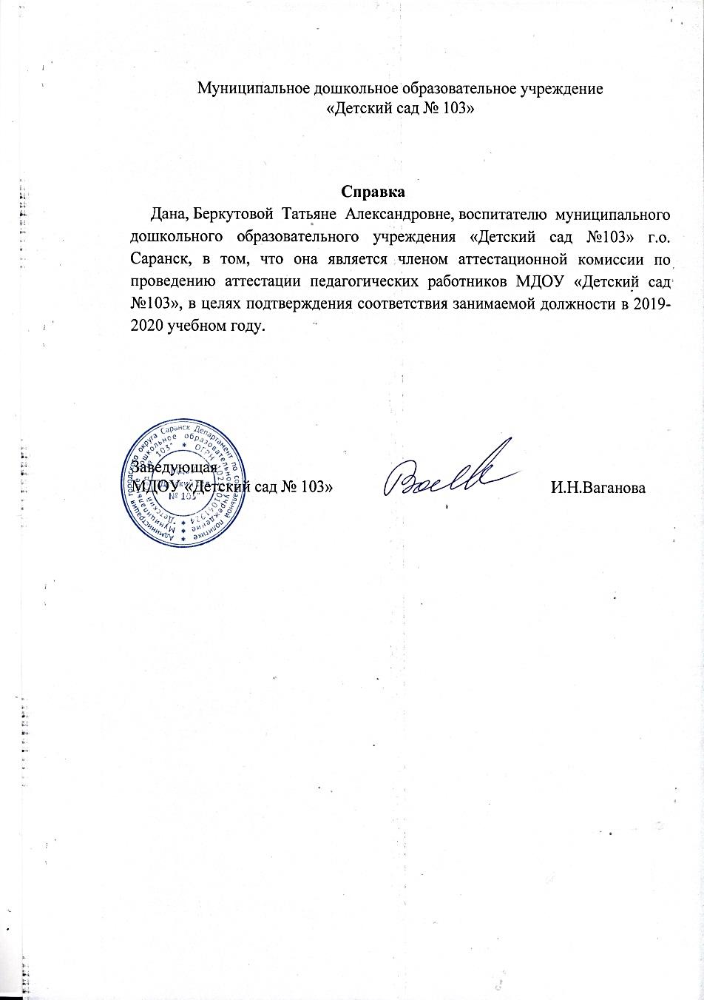 Муниципальное дошкольное образовательное учреждение
«Детский сад № 103»
Справка
Дана, Беркутовой Татьяне Александровне, воспитателю муниципального
дошкольного образовательного учреждения «Детский сад №103» г.о.
Саранск, в том, что она является членом аттестационной комиссии по
проведению аттестации педагогических работников МДОУ «Детский сад
№103», в целях подтверждения соответствия занимаемой должности в 2019-
2020 учебном году.
Заведующая
МДОУ «Детский сад № 103»
И.Н.Ваганова
Администрация городского округа Саранск Департамент по социальной политике
Муниципальное дошкольное образовательное учреждение
"Детский сад № 103" * ОГРН